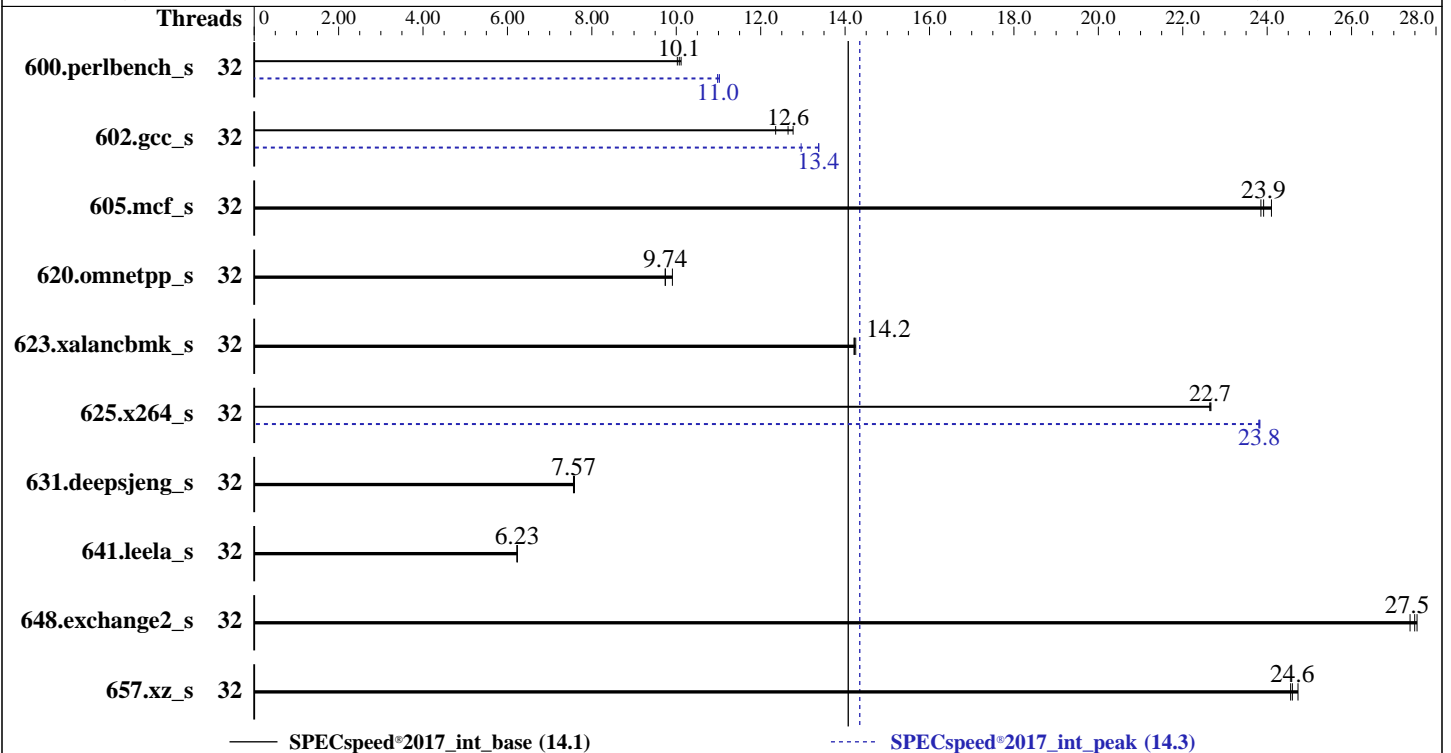 Threads 0 2.00 4.00 6.00 8.00 10.0 12.0 14.0 16.0 18.0 20.0 22.0 24.0 26.0 28.0
10.1
600.perlbench_s 32
11.0
12.6
602.gcc_s 32
13.4
23.9
605.mcf_s 32
9.74
620.omnetpp_s 32
14.2
623.xalancbmk_s 32
22.7
625.x264_s 32
23.8
7.57
631.deepsjeng_s 32
6.23
641.leela_s 32
27.5
648.exchange2_s 32
24.6
657.xz_s 32
SPECspeed®2017_int_base (14.1) SPECspeed®2017_int_peak (14.3)